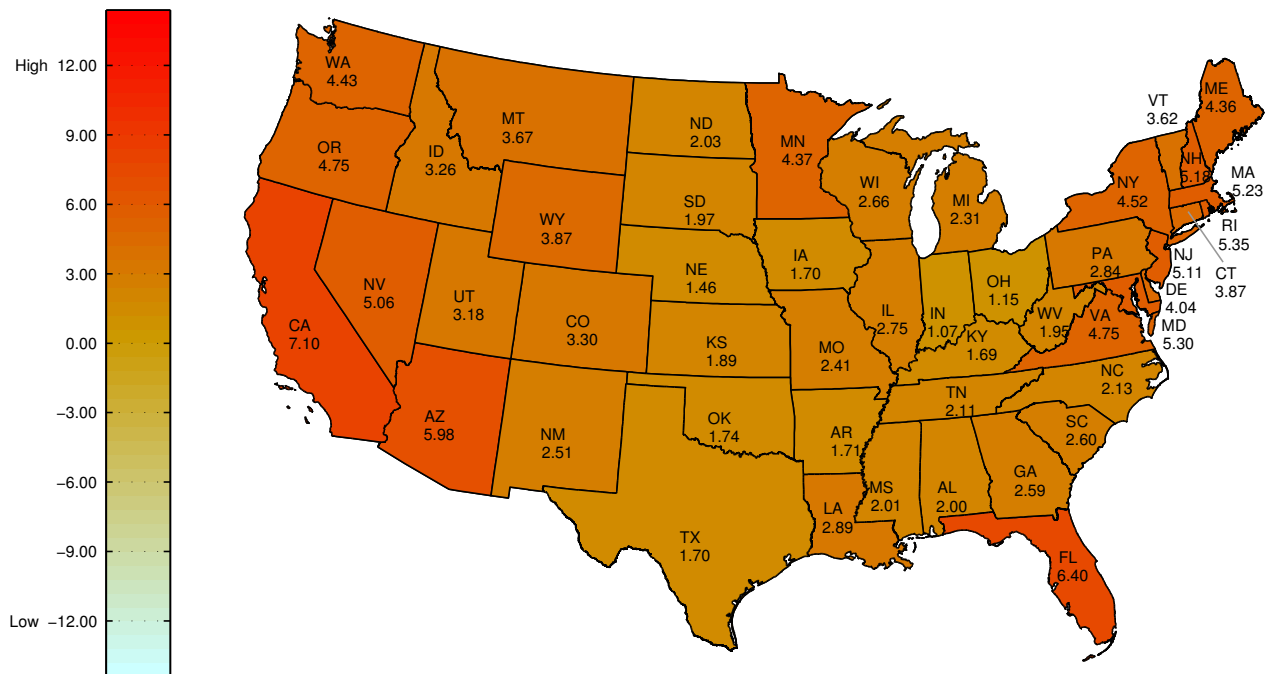 High 12.00
9.00
6.00
3.00
0.00
−3.00
−6.00
−9.00
Low −12.00
WA
4.43
OR
4.75
CA
7.10
ID
3.26
NV
5.06
MT
3.67
WY
3.87
UT
3.18
CO
3.30
AZ
5.98
NM
2.51
ND
2.03
SD
1.97
NE
1.46
KS
1.89
OK
1.74
TX
1.70
MN
4.37
IA
1.70
MO
2.41
AR
1.71
LA
2.89
WI
2.66
IL
2.75
MI
2.31
IN
1.07
OH
1.15
KY
1.69
TN
2.11
MS
2.01
AL
2.00
GA
2.59
FL
6.40
SC
2.60
NC
2.13
VA
4.75
WV
1.95
PA
2.84
NY
4.52
VT
3.62
NH
5.18
ME
4.36
MA
5.23
RI
5.35
CT
3.87
NJ
5.11
DE
4.04
MD
5.30